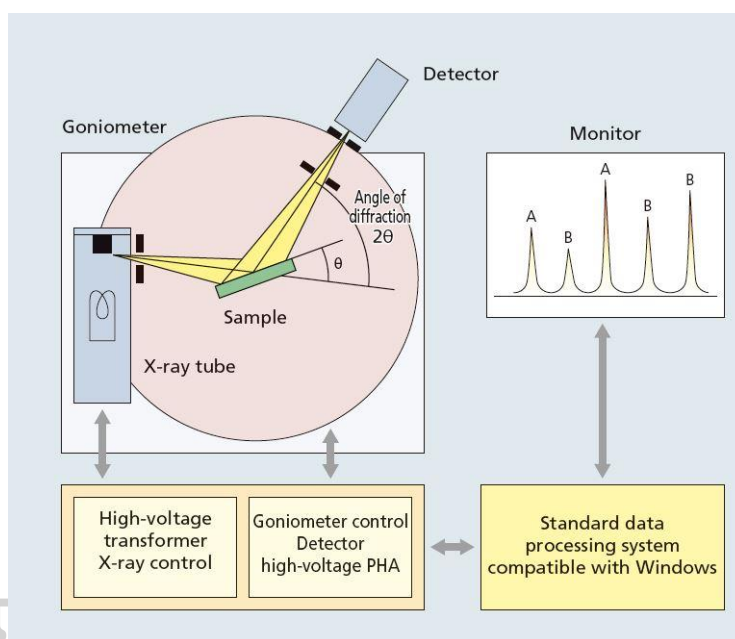 Detector
Goniometer
Monitor
A
B
A
B
B
Angle of
diffraction
2θ
θ
Sample
X-ray tube
High-voltage
transformer
X-ray control
Goniometer control
Detector
high-voltage PHA
Standard data
processing system
compatible with Windows